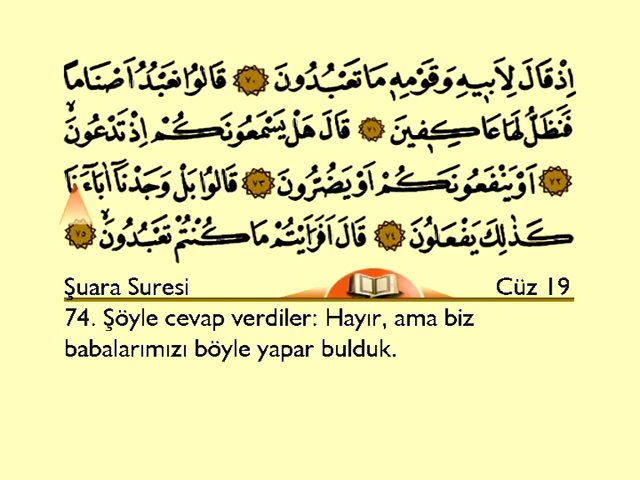 اِذْ قَالَ لِاَبٖيهِ وَقَوْمِهٖ مَا تَعْبُدُونَ ﴿٧٠﴾ قَالُوا نَعْبُدُ اَصْنَامًا
فَنَظَلُّ لَهَا عَاكِفٖينَ ﴿٧١﴾ قَالَ هَلْ يَسْمَعُونَكُمْ اِذْ تَدْعُونَۙ
﴿٧٢﴾ اَوْ يَنْفَعُونَكُمْ اَوْ يَضُرُّونَ ﴿٧٣﴾ قَالُوا بَلْ وَجَدْنَٓا اٰبَٓاءَنَا
كَذٰلِكَ يَفْعَلُونَ ﴿٧٤﴾ قَالَ اَفَرَاَيْتُمْ مَا كُنْتُمْ تَعْبُدُونَۙ ﴿٧٥﴾
Şuara Suresi Cüz 19
74. Şöyle cevap verdiler: Hayır, ama biz
babalarımızı böyle yapar bulduk.